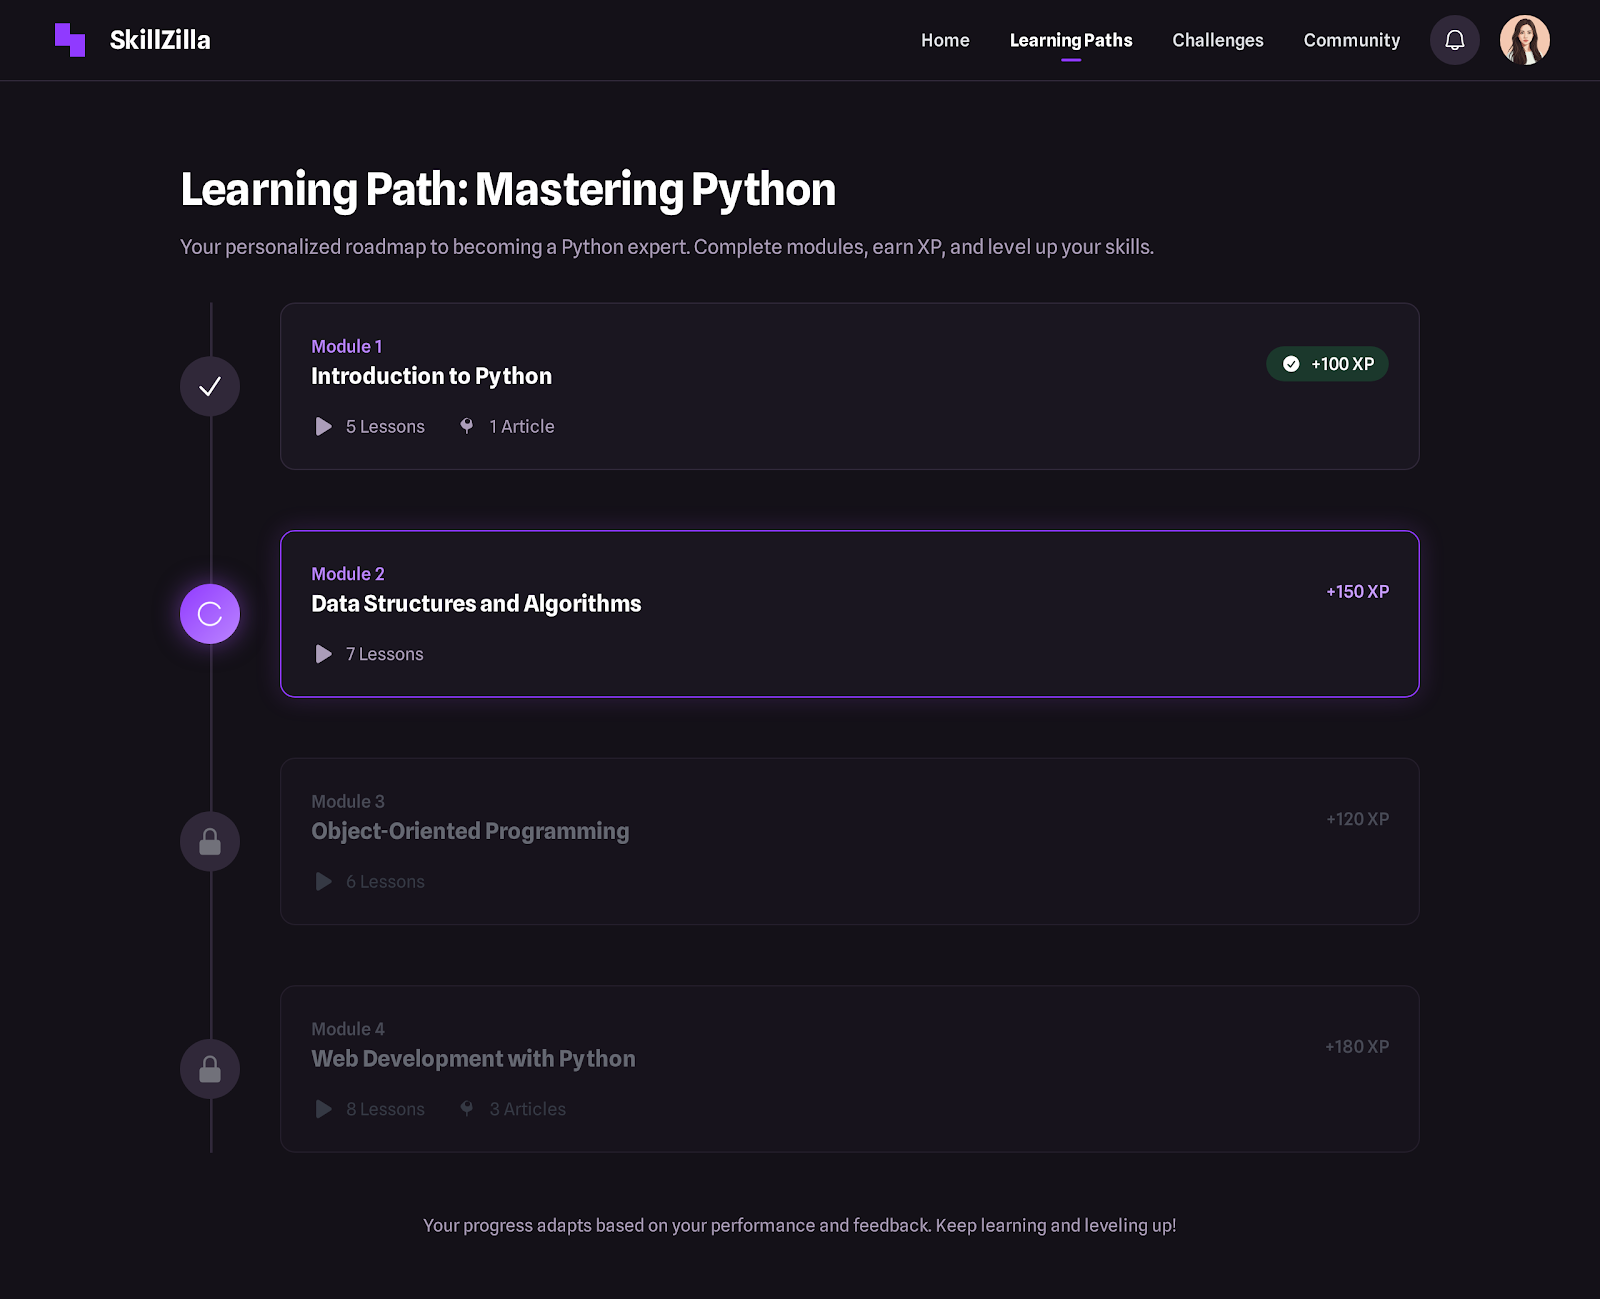 SkillZilla
Home
Learning Paths
Challenges
Community
Learning Path: Mastering Python
Your personalized roadmap to becoming a Python expert. Complete modules, earn XP, and level up your skills.
Module 1
Introduction to Python
+100 XP
5 Lessons
1 Article
Module 2
Data Structures and Algorithms
+150 XP
7 Lessons
Module 3
Object-Oriented Programming
+120 XP
6 Lessons
Module 4
Web Development with Python
+180 XP
8 Lessons
3 Articles
Your progress adapts based on your performance and feedback. Keep learning and leveling up!